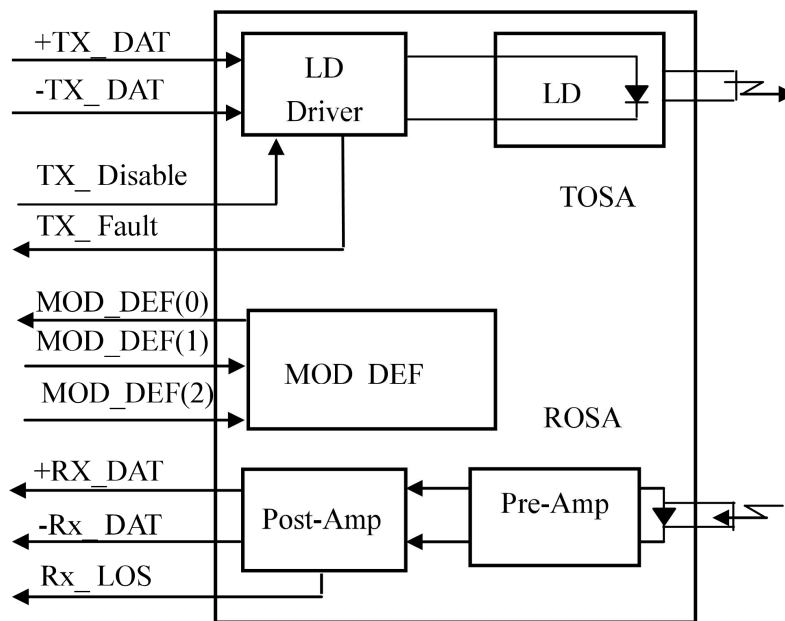 +TX_ DAT
-TX_ DAT
LD
Driver
LD
TX_ Disable
TX_ Fault
TOSA
MOD_DEF(0)
MOD_DEF(1)
MOD_DEF(2)
MOD DEF
ROSA
+RX_DAT
-Rx_ DAT
Rx_ LOS
Post-Amp
Pre-Amp